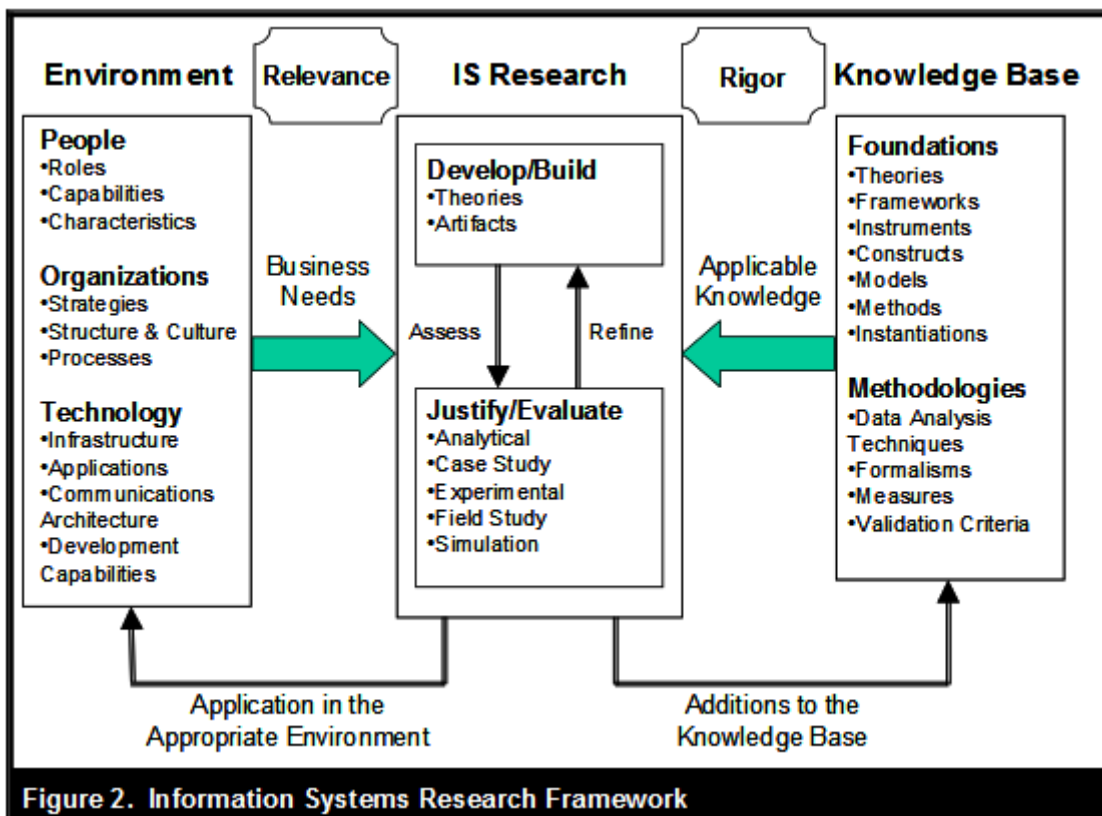 Environment
Relevance
IS Research
Rigor
Knowledge Base
People
•Roles
•Capabilities
•Characteristics
Organizations
•Strategies
•Structure & Culture
•Processes
Technology
•Infrastructure
•Applications
•Communications
Architecture
•Development
Capabilities
Business
Needs
Develop/Build
•Theories
•Artifacts
Assess
Refine
Justify/Evaluate
•Analytical
•Case Study
•Experimental
•Field Study
•Simulation
Applicable
Knowledge
Foundations
•Theories
•Frameworks
•Instruments
•Constructs
•Models
•Methods
•Instantiations
Methodologies
•Data Analysis
Techniques
•Formalisms
•Measures
•Validation Criteria
Application in the
Appropriate Environment
Additions to the
Knowledge Base
Figure 2. Information Systems Research Framework